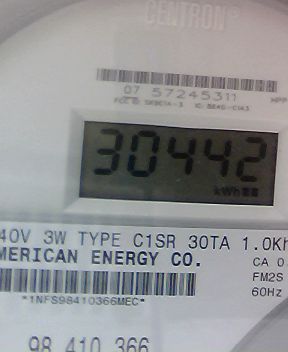 CENTRON®
07 57245311
30442
kWh
40V 3W TYPE C1SR 30TA 1.0Kh
MERICAN ENERGY CO.
CA 0
FM2S
60Hz
*1NFS98410366MEC*
98 410 366